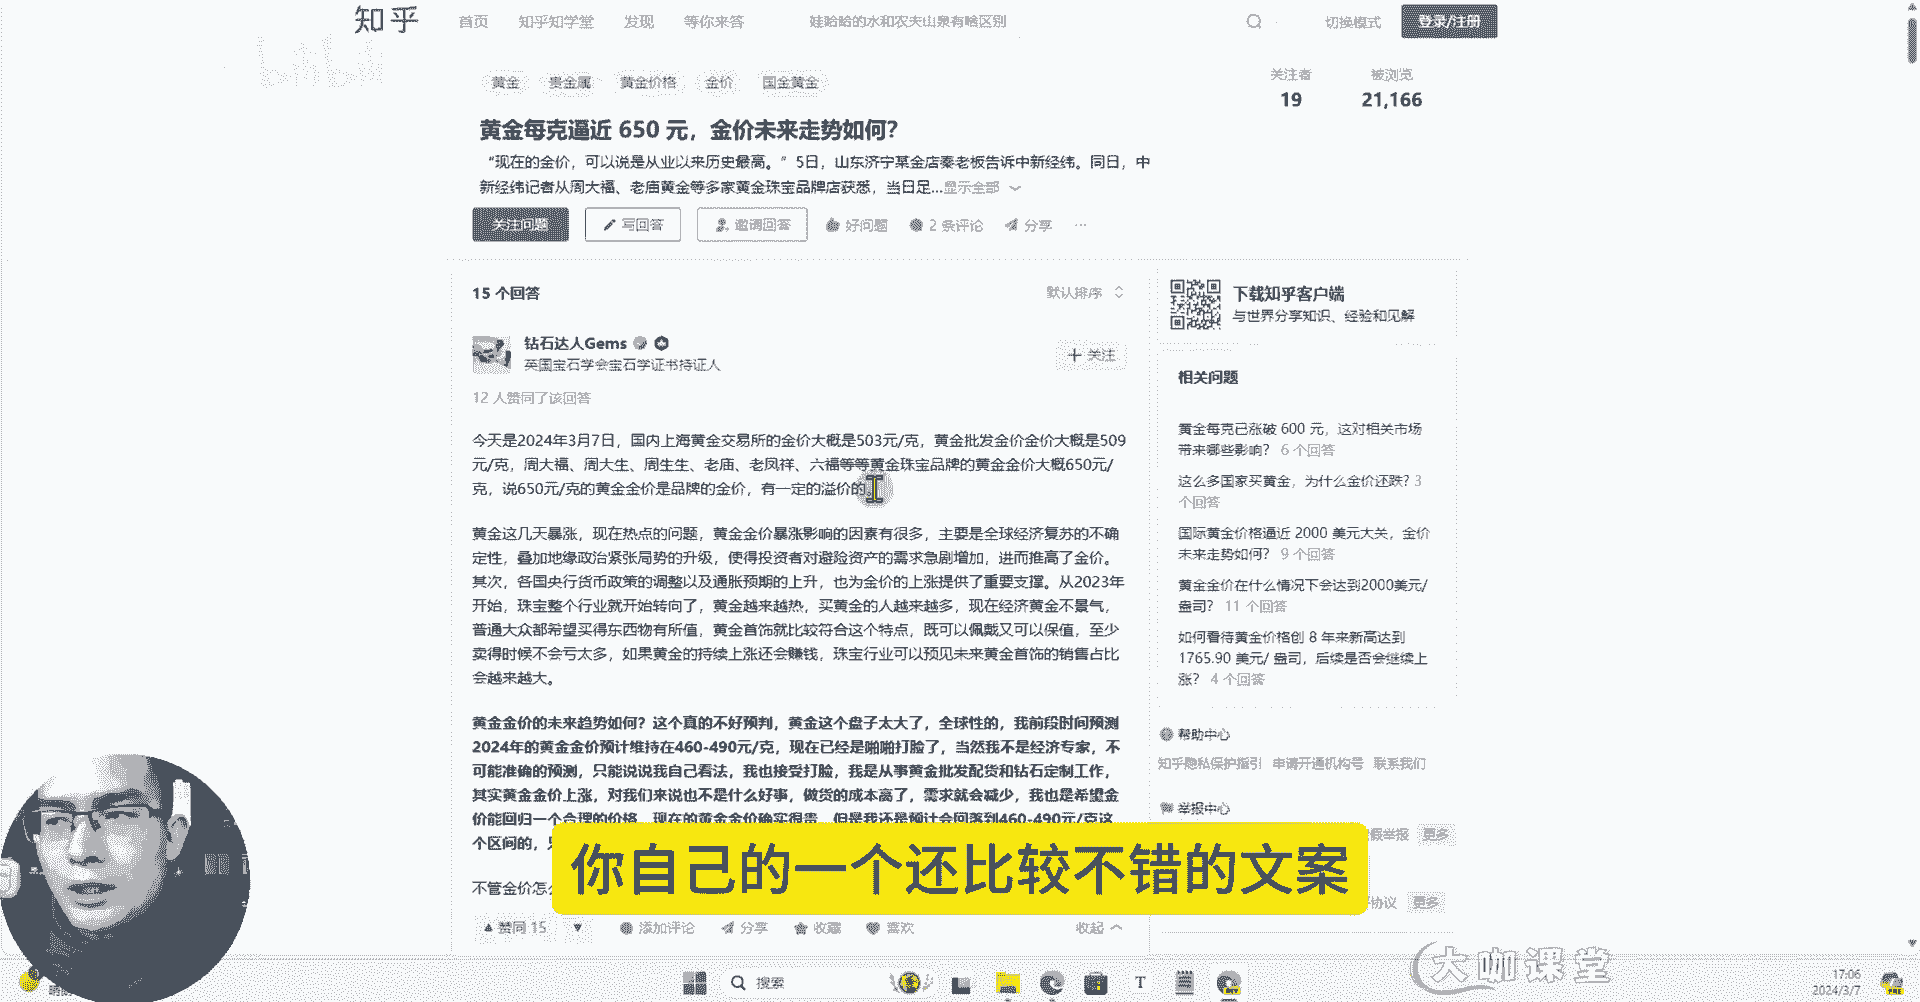 知乎
首页 知乎知学堂 发现 等你来答 娃哈哈的水和农夫山泉有啥区别 切换模式 登录/注册
bilibili
黄金 贵金属 黄金价格 金价 国金黄金
关注者 被浏览
19 21,166
黄金每克逼近 650 元，金价未来走势如何？
“现在的金价，可以说是从业以来历史最高。”5日，山东济宁某金店秦老板告诉中新经纬。同日，中
新经纬记者从周大福、老庙黄金等多家黄金珠宝品牌店获悉，当日足...显示全部
关注问题 写回答 邀请回答 好问题 2 条评论 分享 ···
15 个回答 默认排序
钻石达人Gems
英国宝石学会宝石学证书持证人
+ 关注
12 人赞同了该回答
今天是2024年3月7日，国内上海黄金交易所的金价大概是503元/克，黄金批发金价金价大概是509
元/克，周大福、周大生、周生生、老庙、老凤祥、六福等等黄金珠宝品牌的黄金金价大概650元/
克，说650元/克的黄金金价是品牌的金价，有一定的溢价的
黄金这几天暴涨，现在热点的问题，黄金金价暴涨影响的因素有很多，主要是全球经济复苏的不确
定性，叠加地缘政治紧张局势的升级，使得投资者对避险资产的需求急剧增加，进而推高了金价。
其次，各国央行货币政策的调整以及通胀预期的上升，也为金价的上涨提供了重要支撑。从2023年
开始，珠宝整个行业就开始转向了，黄金越来越热，买黄金的人越来越多，现在经济黄金不景气，
普通大众都希望买得东西物有所值，黄金首饰就比较符合这个特点，既可以佩戴又可以保值，至少
卖得时候不会亏太多，如果黄金的持续上涨还会赚钱，珠宝行业可以预见未来黄金首饰的销售占比
会越来越大。
黄金金价的未来趋势如何？这个真的不好预判，黄金这个盘子太大了，全球性的，我前段时间预测
2024年的黄金金价预计维持在460-490元/克，现在已经是啪啪打脸了，当然我不是经济专家，不
可能准确的预测，只能说说我自己看法，我也接受打脸，我是从事黄金批发配货和钻石定制工作，
其实黄金金价上涨，对我们来说也不是什么好事，做货的成本高了，需求就会减少，我也是希望金
价能回归一个合理的价格，现在的黄金金价确实很贵，但是我还是预计会回落到460-490元/克这
个区间的，
不管金价怎
赞同 15 添加评论 分享 收藏 喜欢 收起
下载知乎客户端
与世界分享知识、经验和见解
相关问题
黄金每克已涨破 600 元，这对相关市场
带来哪些影响？ 6 个回答
这么多国家买黄金，为什么金价还跌？ 3
个回答
国际黄金价格逼近 2000 美元大关，金价
未来走势如何？ 9 个回答
黄金金价在什么情况下会达到2000美元/
盎司？ 11 个回答
如何看待黄金价格创 8 年来新高达到
1765.90 美元/ 盎司，后续是否会继续上
涨？ 4 个回答
帮助中心
知乎隐私保护指引 申请开通机构号 联系我们
举报中心
假举报 更多
协议 更多
你自己的一个还比较不错的文案
大咖课堂
搜索
17:06
2024/3/7